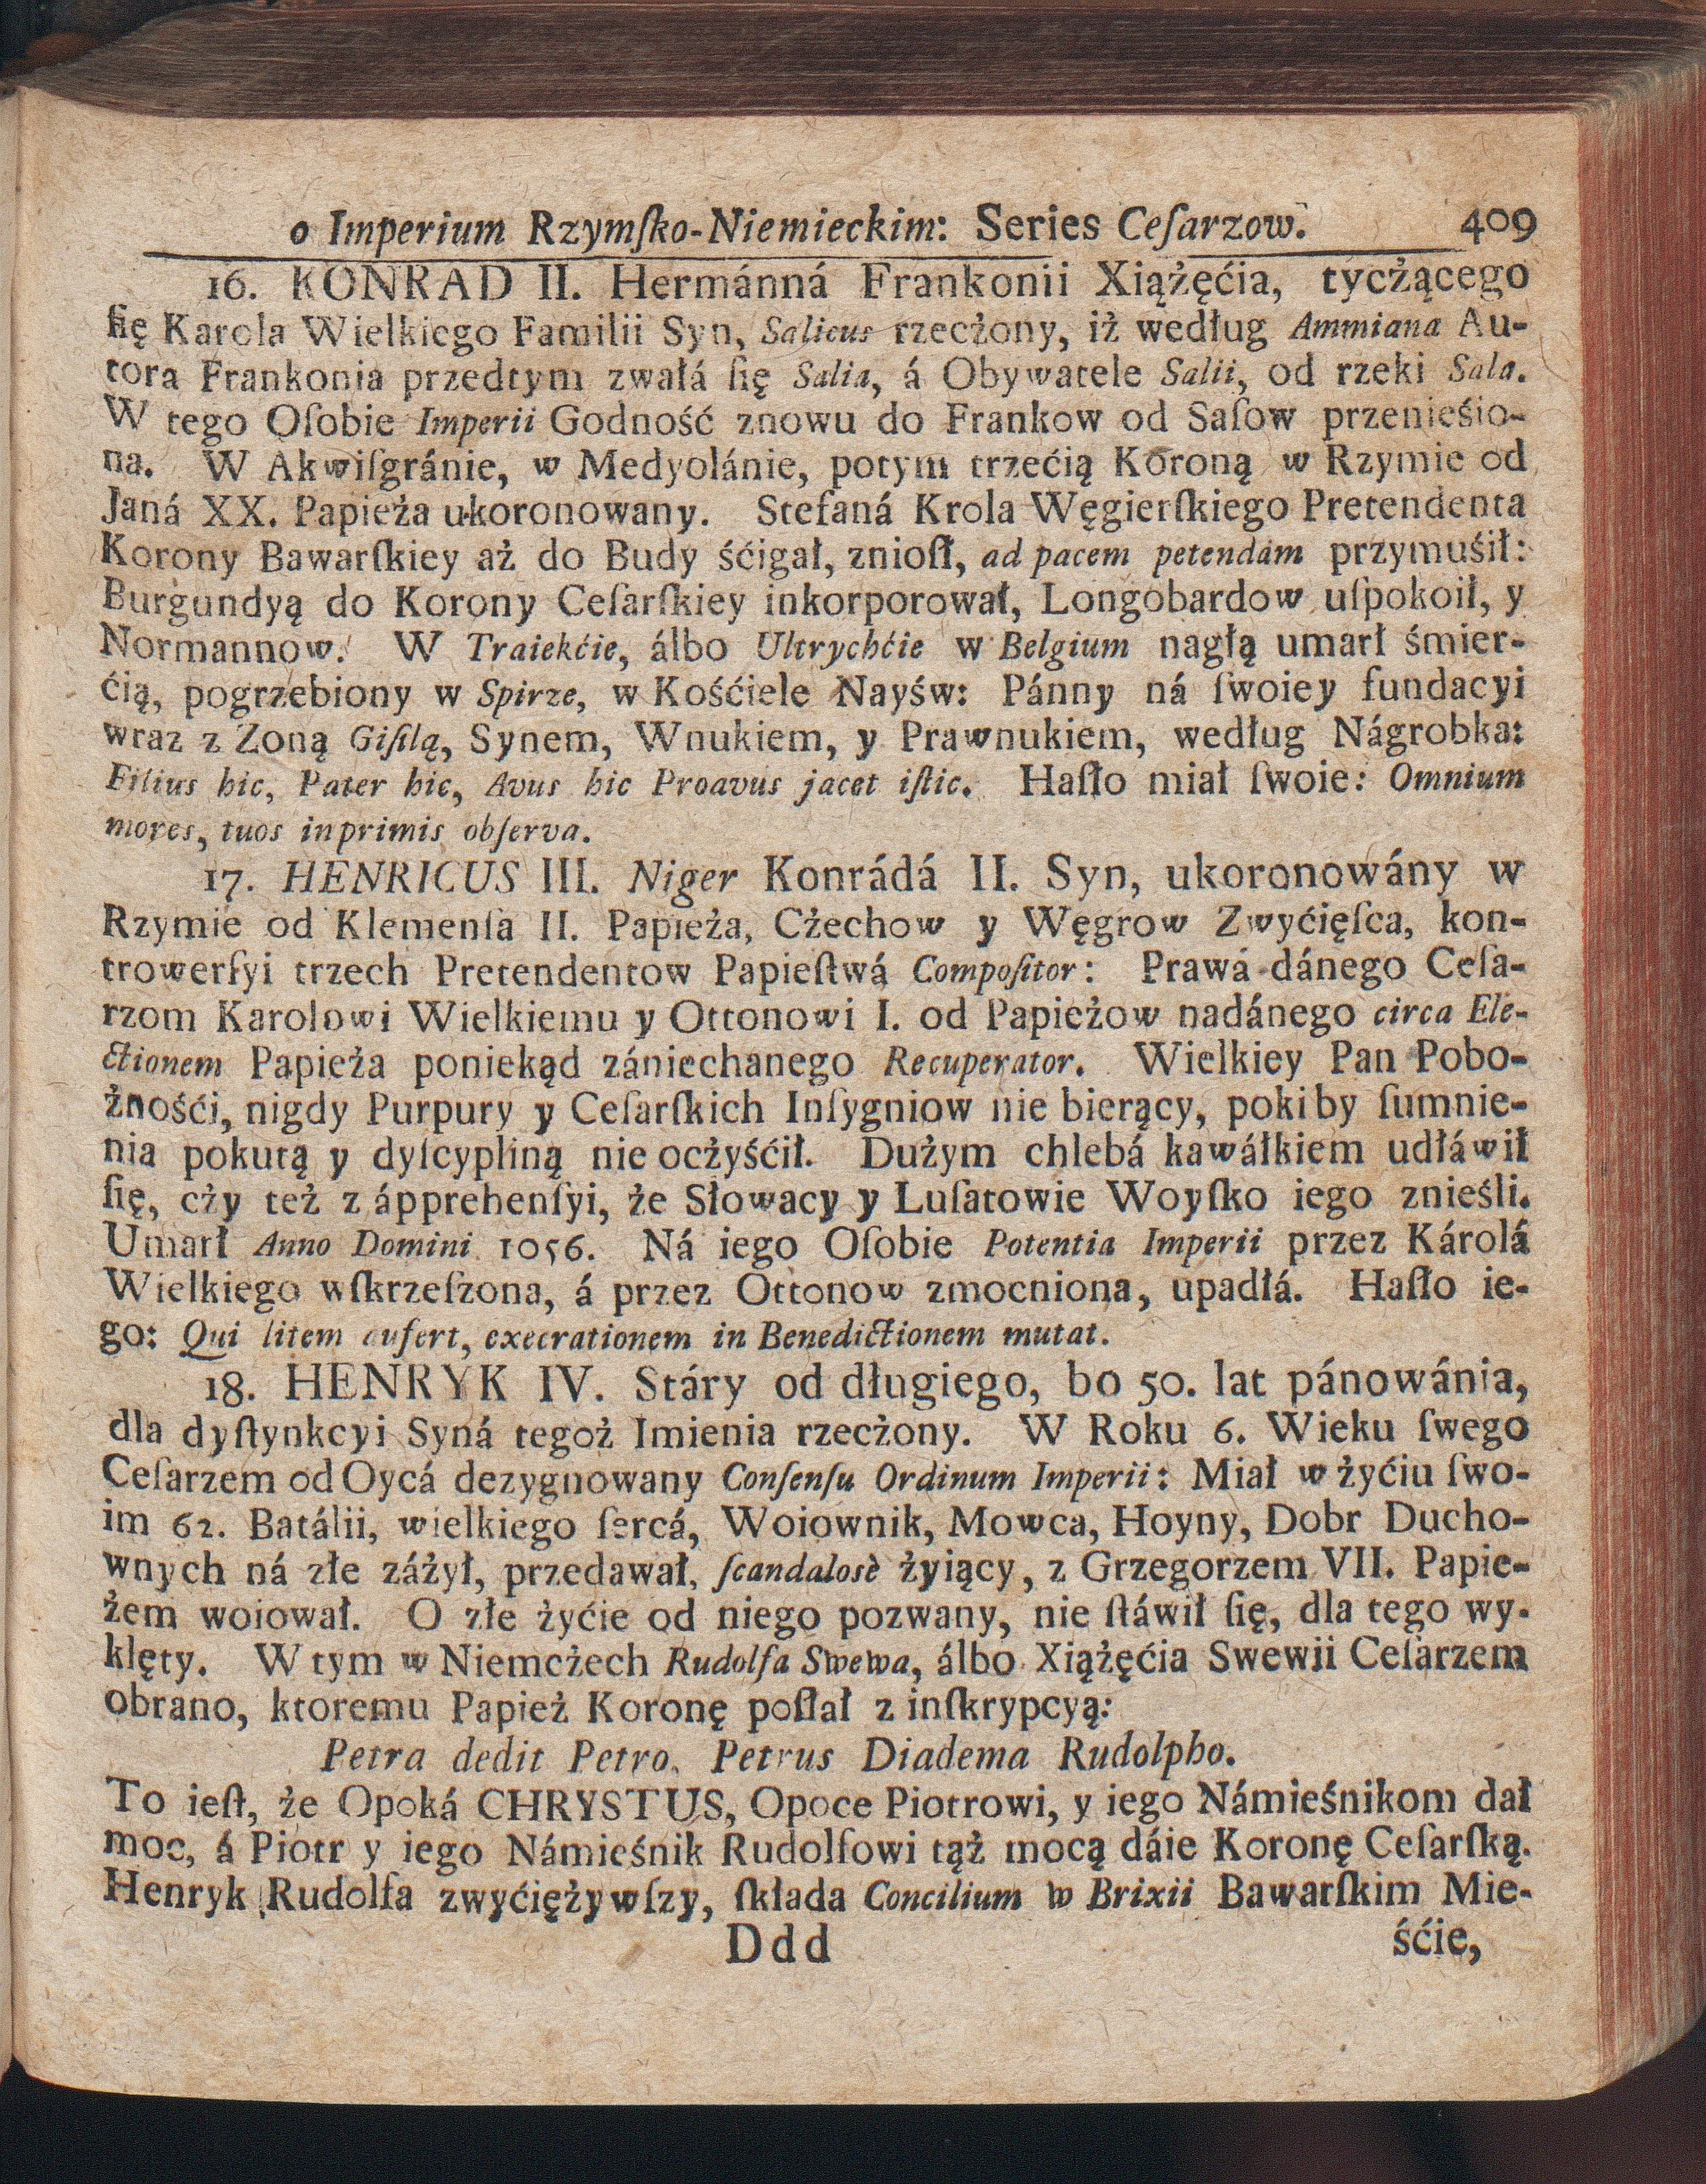 o Imperium Rzymſko-Niemieckim: Series Ceſarzow. 409
16. KONRAD II. Hermánná Frankonii Xiążęćia, tycżącego
ſię Karola Wielkiego Familii Syn, Salicus rzecżony, iż według Ammiana Au-
tora Frankonia przedtym zwałá ſię Salia, á Obywatele Salii, od rzeki Sala.
W tego Oſobie Imperii Godność znowu do Frankow od Saſow przenieśio-
na. W Akwiſgránie, w Medyolánie, potym trzećią Koroną w Rzymie od
Janá XX. Papieża ukoronowany. Stefaná Krola Węgierſkiego Pretendenta
Korony Bawarſkiey aż do Budy śćigał, znioſł, ad pacem petendam przymuśił:
Burgundyą do Korony Ceſarſkiey inkorporował, Longobardow uſpokoił, y
Normannow. W Traiekćie, álbo Ultrychćie w Belgium nagłą umarł śmier-
ćią, pogrzebiony w Spirze, w Kośćiele Nayśw: Pánny ná ſwoiey fundacyi
wraz z Zoną Giſilą, Synem, Wnukiem, y Prawnukiem, według Nágrobka:
Filius hic, Pater hic, Avus hic Proavus jacet iſtic. Haſło miał ſwoie: Omnium
mores, tuos inprimis obſerva.
17. HENRICUS III. Niger Konrádá II. Syn, ukoronowány w
Rzymie od Klemenſa II. Papieża, Cżechow y Węgrow Zwyćięſca, kon-
trowerſyi trzech Pretendentow Papieſtwá Compoſitor: Prawá dánego Ceſa-
rzom Karolowi Wielkiemu y Ottonowi I. od Papieżow nadánego circa Ele-
ctionem Papieża poniekąd zániechanego Recuperator. Wielkiey Pan Pobo-
żnośći, nigdy Purpury y Ceſarſkich Inſygniow nie bierący, poki by ſumnie-
nia pokutą y dyſcypliną nie ocżyśćił. Dużym chlebá kawáłkiem udłáwił
ſię, cży też z ápprehenſyi, że Słowacy y Luſatowie Woyſko iego znieśli.
Umarł Anno Domini 1056. Ná iego Oſobie Potentia Imperii przez Károlá
Wielkiego wſkrzeſzona, á przez Ottonow zmocniona, upadłá. Haſło ie-
go: Qui litem aufert, execrationem in Benedictionem mutat.
18. HENRYK IV. Stáry od długiego, bo 50. lat pánowánia,
dla dyſtynkcyi Syná tegoż Imienia rzecżony. W Roku 6. Wieku ſwego
Ceſarzem od Oycá dezygnowany Conſenſu Ordinum Imperii: Miał w żyćiu ſwo-
im 62. Batálii, wielkiego ſercá, Woiownik, Mowca, Hoyny, Dobr Ducho-
wnych ná złe záżył, przedawał, ſcandalosè żyiący, z Grzegorzem VII. Papie-
żem woiował. O złe żyćie od niego pozwany, nie ſtáwił ſię, dla tego wy-
klęty. W tym w Niemcżech Rudolfa Swewa, álbo Xiążęćia Swewii Ceſarzem
obrano, ktoremu Papież Koronę poſłał z inſkrypcyą:
Petra dedit Petro, Petrus Diadema Rudolpho.
To ieſt, że Opoká CHRYSTUS, Opoce Piotrowi, y iego Námieśnikom dał
moc, á Piotr y iego Námieśnik Rudolfowi tąż mocą dáie Koronę Ceſarſką.
Henryk Rudolfa zwyćiężywſzy, ſkłada Concilium w Brixii Bawarſkim Mie-
Ddd śćie,